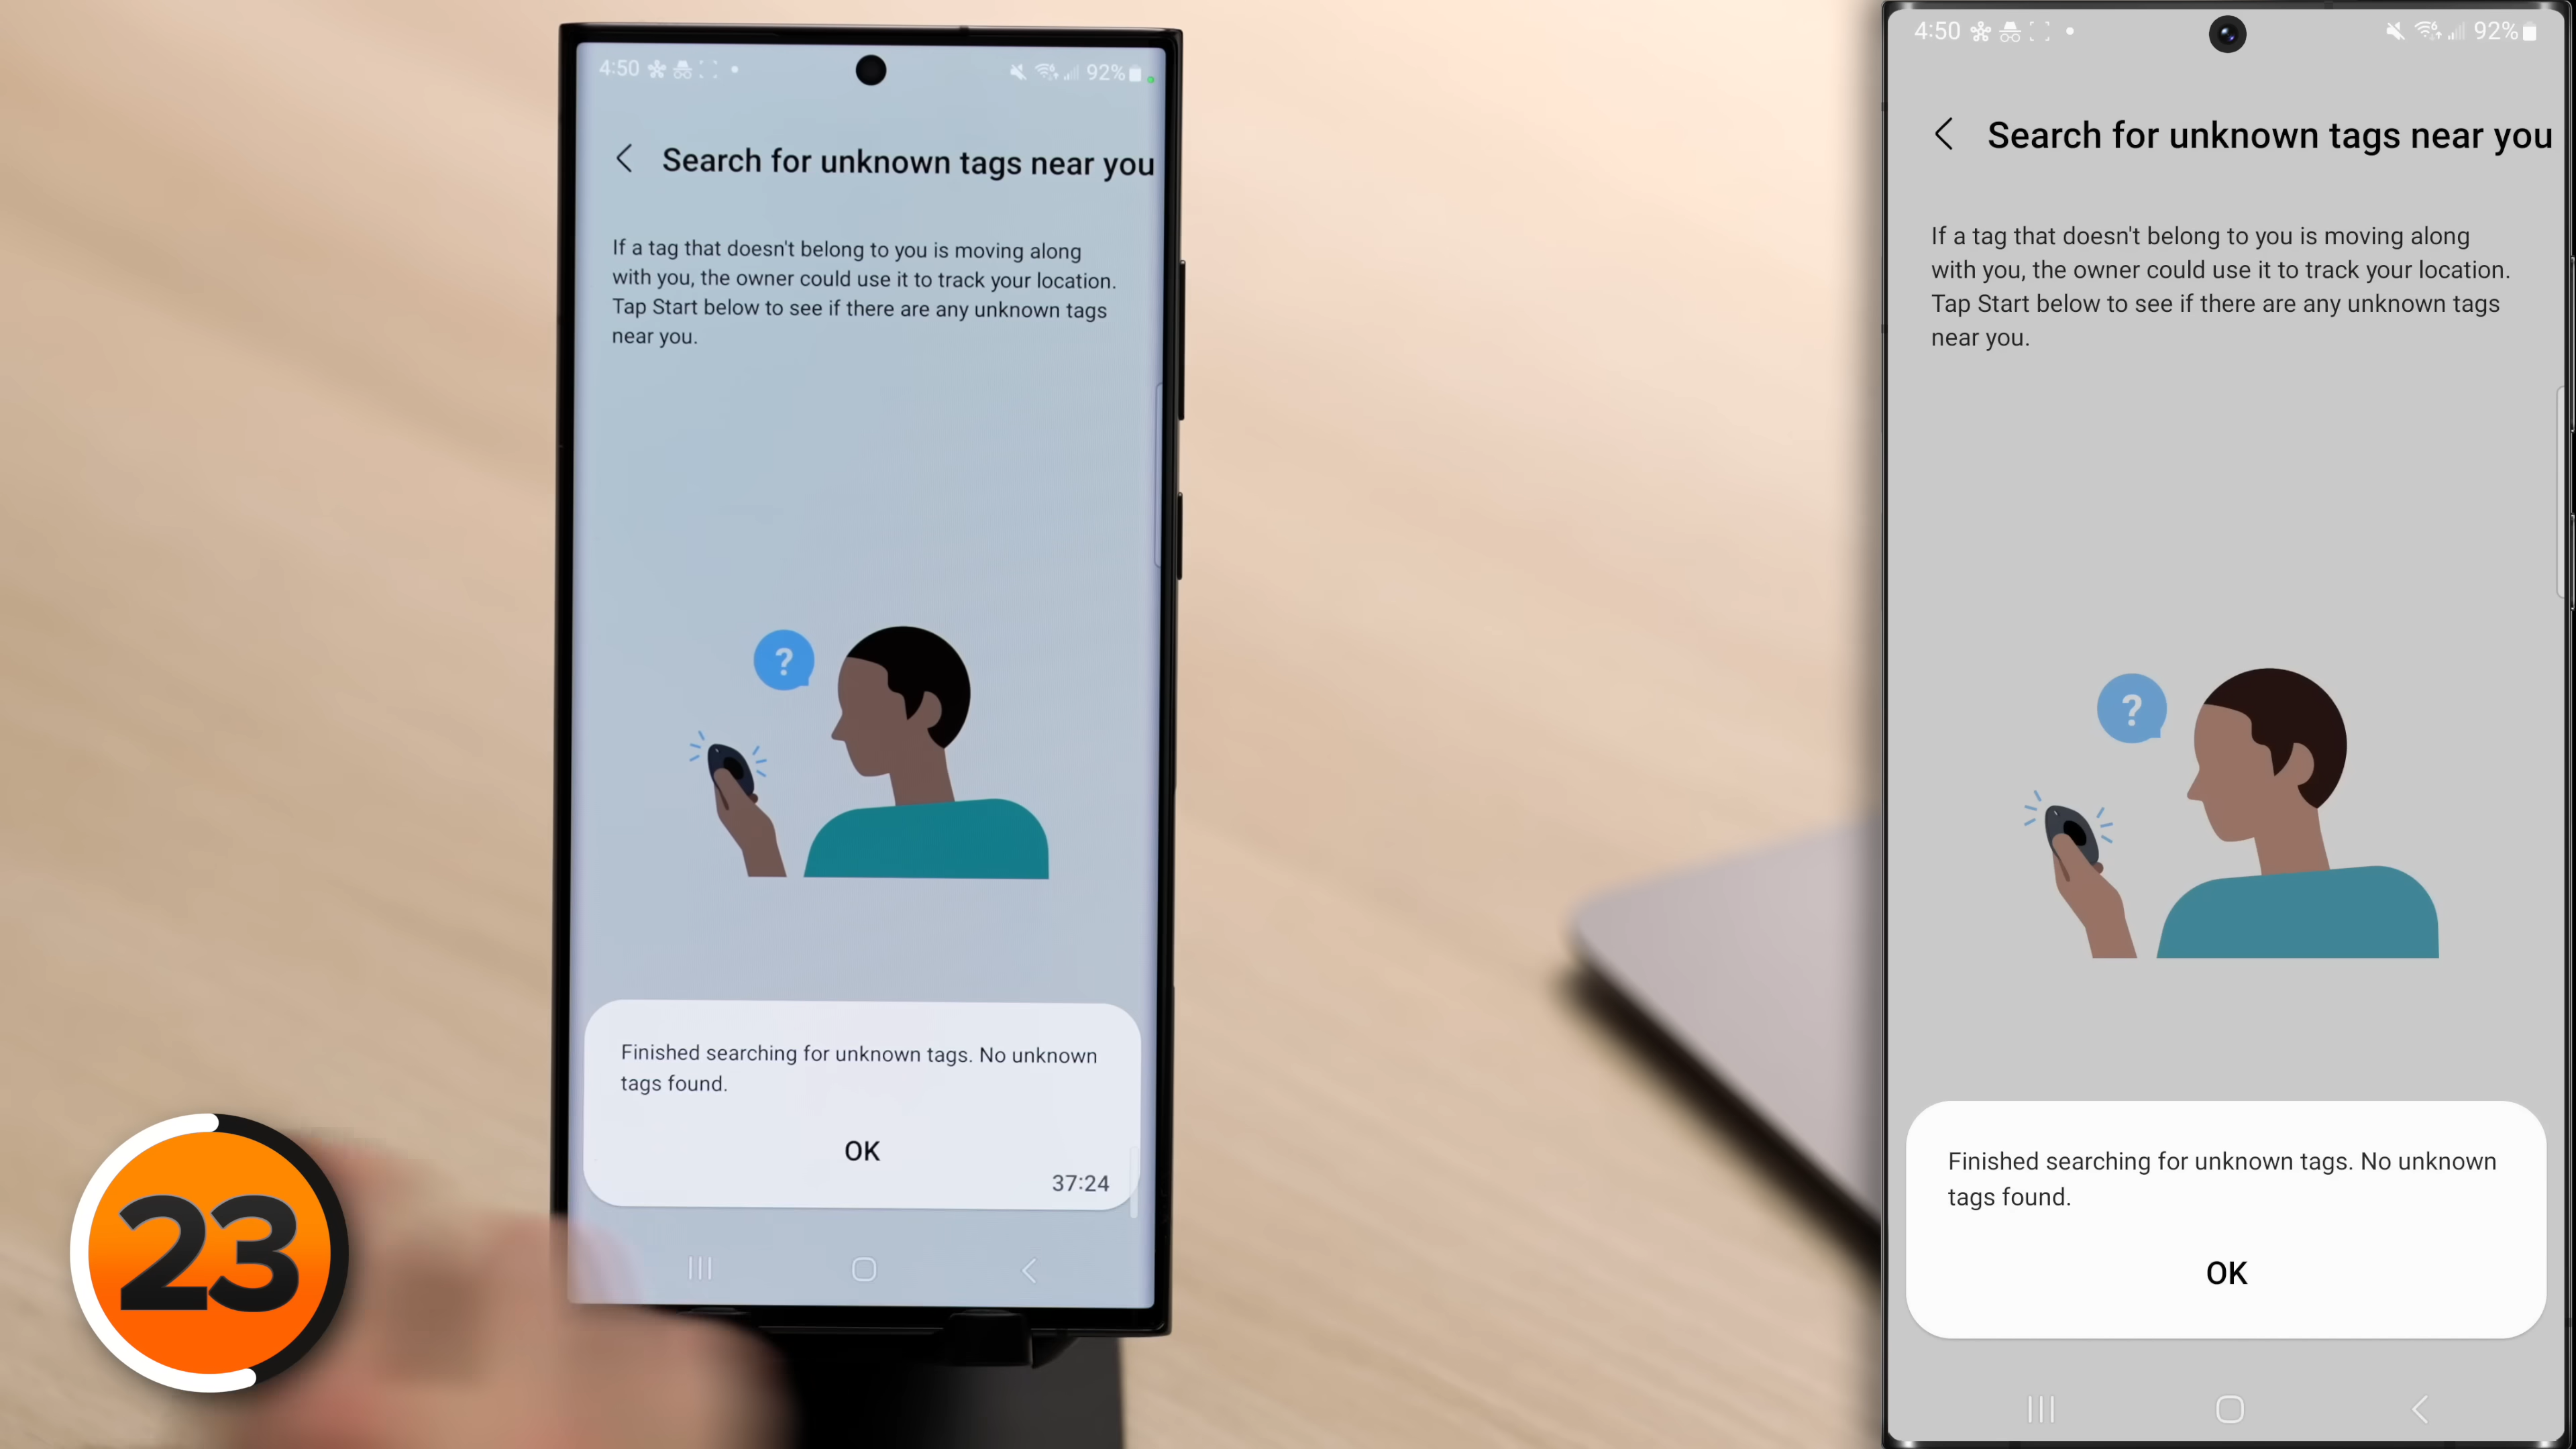 4:50
92%
Search for unknown tags near you
If a tag that doesn't belong to you is moving along
with you, the owner could use it to track your location.
Tap Start below to see if there are any unknown tags
near you.
?
Finished searching for unknown tags. No unknown
tags found.
OK
37:24
23
4:50
92%
Search for unknown tags near you
If a tag that doesn't belong to you is moving along
with you, the owner could use it to track your location.
Tap Start below to see if there are any unknown tags
near you.
?
Finished searching for unknown tags. No unknown
tags found.
OK